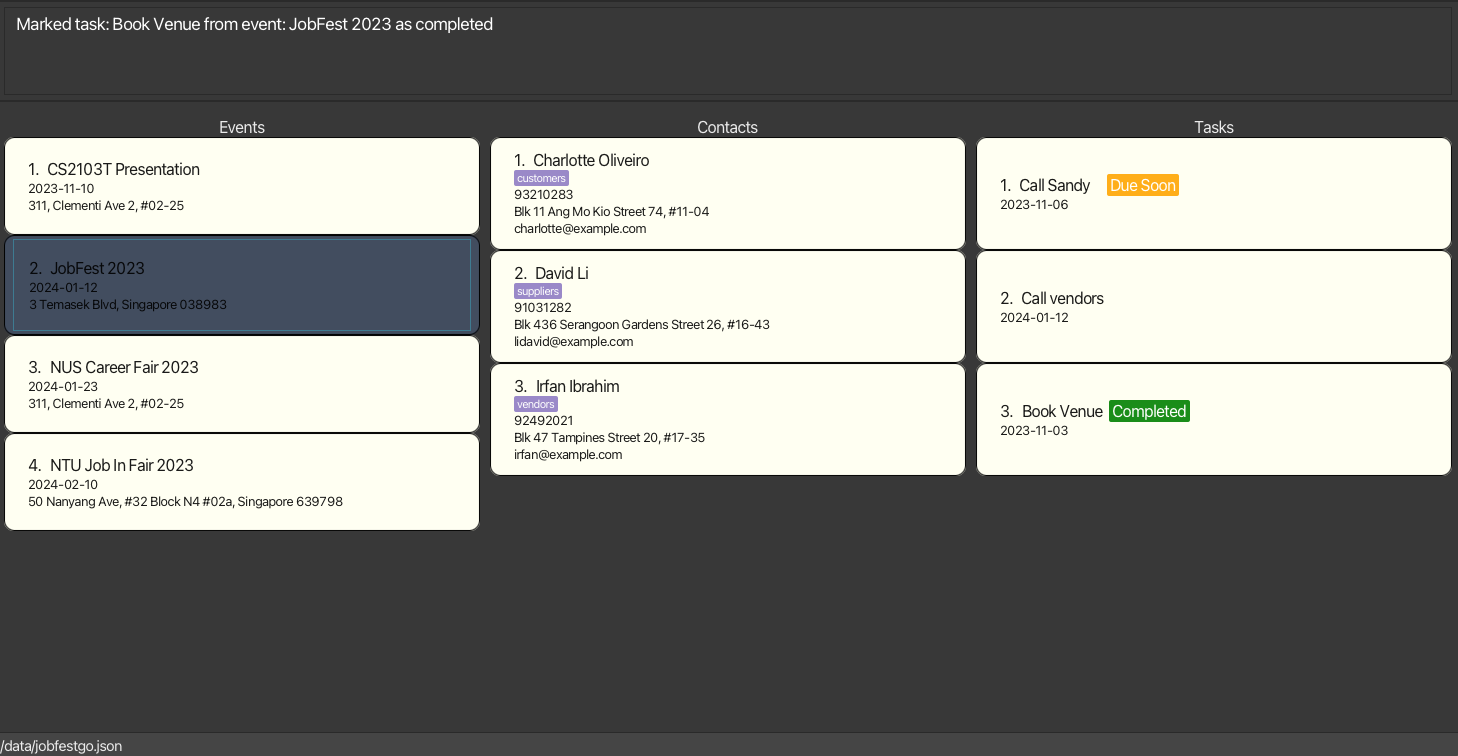 Marked task: Book Venue from event: JobFest 2023 as completed
Events
1. CS2103T Presentation
2023-11-10
311, Clementi Ave 2, #02-25
2. JobFest 2023
2024-01-12
3 Temasek Blvd, Singapore 038983
3. NUS Career Fair 2023
2024-01-23
311, Clementi Ave 2, #02-25
4. NTU Job In Fair 2023
2024-02-10
50 Nanyang Ave, #32 Block N4 #02a, Singapore 639798
Contacts
1. Charlotte Oliveiro
customers
93210283
Blk 11 Ang Mo Kio Street 74, #11-04
charlotte@example.com
2. David Li
suppliers
91031282
Blk 436 Serangoon Gardens Street 26, #16-43
lidavid@example.com
3. Irfan Ibrahim
vendors
92492021
Blk 47 Tampines Street 20, #17-35
irfan@example.com
Tasks
1. Call Sandy Due Soon
2023-11-06
2. Call vendors
2024-01-12
3. Book Venue Completed
2023-11-03
/data/jobfestgo.json